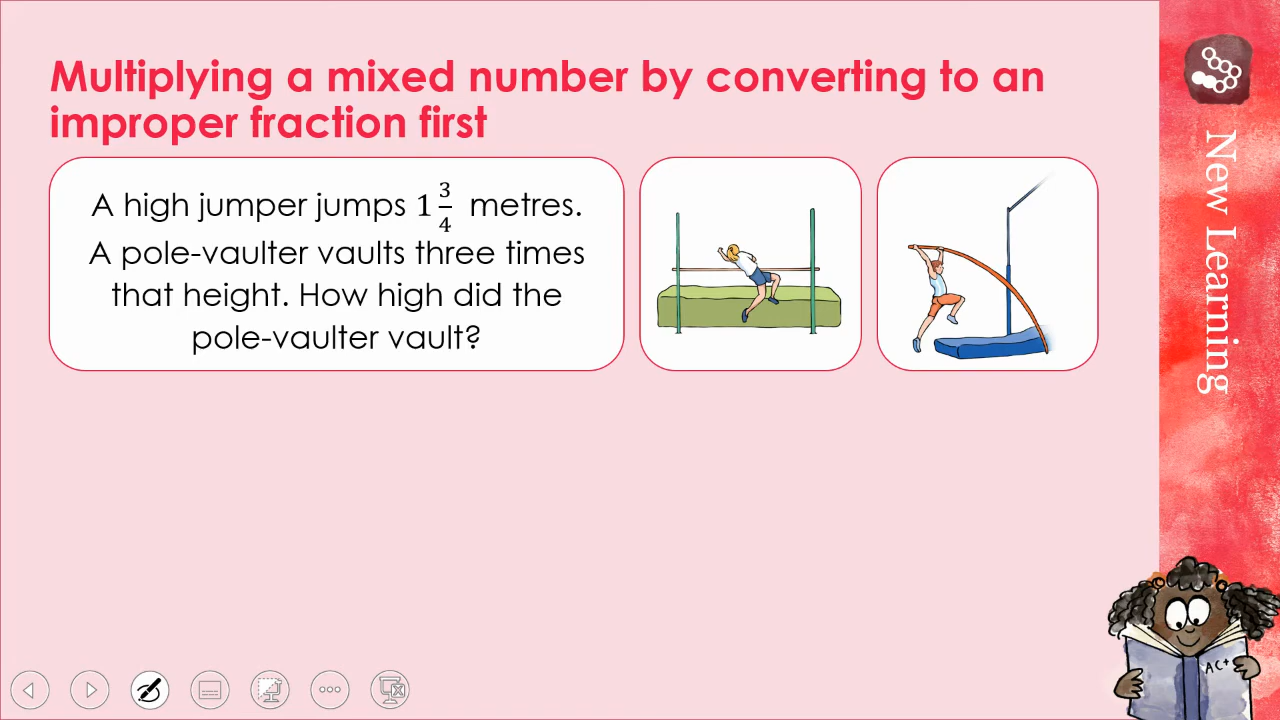 Multiplying a mixed number by converting to an
improper fraction first
A high jumper jumps 1 3/4 metres.
A pole-vaulter vaults three times
that height. How high did the
pole-vaulter vault?
New Learning
AC+